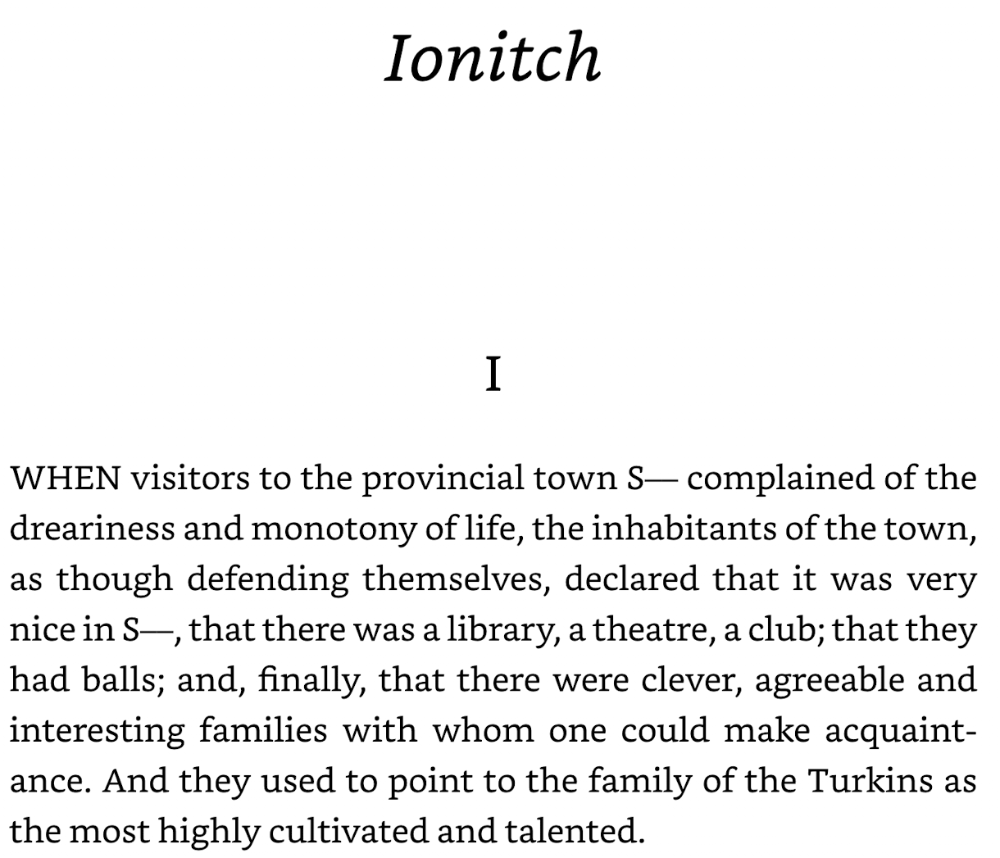 Ionitch
I
WHEN visitors to the provincial town S— complained of the
dreariness and monotony of life, the inhabitants of the town,
as though defending themselves, declared that it was very
nice in S—, that there was a library, a theatre, a club; that they
had balls; and, finally, that there were clever, agreeable and
interesting families with whom one could make acquaint-
ance. And they used to point to the family of the Turkins as
the most highly cultivated and talented.